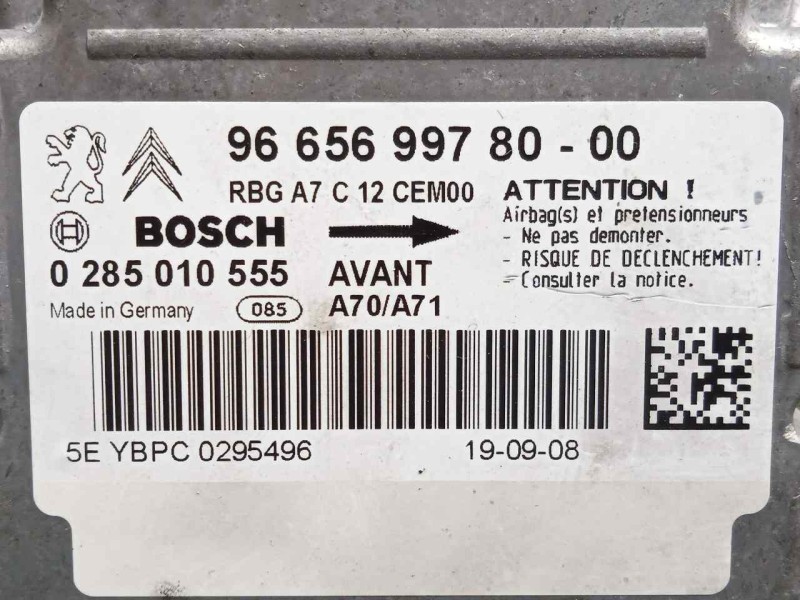 96 656 997 80 - 00
RBG A7 C 12 CEM00
ATTENTION !
Airbag(s) et pretensionneurs
- Ne pas demonter.
- RISQUE DE DECLENCHEMENT!
- Consulter la notice.
BOSCH
0 285 010 555
AVANT
Made in Germany
085
A70/A71
5E YBPC 0295496
19-09-08